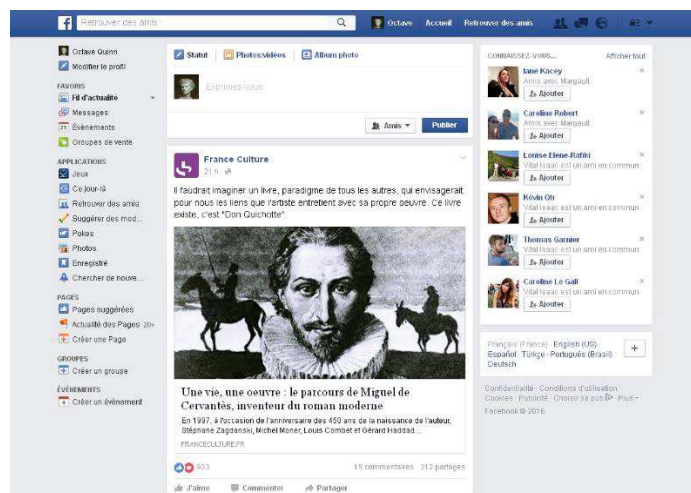 Retrouver des amis
Octave Accueil Retrouver des amis
Octave Quinn
Modifier le profil
FAVORIS
Fil d'actualité
Messages
Évènements
Groupes de vente
APPLICATIONS
Jeux
Ce jour-là
Retrouver des amis
Suggérer des mod...
Pokes
Photos
Enregistré
Chercher de nouve...
PAGES
Pages suggérées
Actualité des Pages 20+
Créer une Page
GROUPES
Créer un groupe
ÉVÉNEMENTS
Créer un évènement
Statut Photos/vidéos Album photo
Exprimez-vous
Amis Publier
France Culture
21 h
Il faudrait imaginer un livre, paradigme de tous les autres, qui envisagerait
pour nous les liens que l'artiste entretient avec sa propre oeuvre. Ce livre
existe, c'est "Don Quichotte".
Une vie, une oeuvre : le parcours de Miguel de
Cervantès, inventeur du roman moderne
En 1997, à l'occasion de l'anniversaire des 450 ans de la naissance de l'auteur,
Stéphane Zagdanski, Michel Moner, Louis Combet et Gérard Haddad...
FRANCECULTURE.FR
933 15 commentaires 313 partages
J'aime Commenter Partager
CONNAISSEZ-VOUS... Afficher tout
Iane Kacey
Amis avec Margault
Ajouter
Caroline Robert
Amis avec Margault
Ajouter
Louise Elene-Rafiki
Vital Isaac est un ami en commun
Ajouter
Kévin Oti
Vital Isaac est un ami en commun
Ajouter
Thomas Garnier
Vital Isaac est un ami en commun
Ajouter
Caroline Le Gall
Vital Isaac est un ami en commun
Ajouter
Français (France) · English (US) ·
Español · Türkçe · Português (Brasil) ·
Deutsch
Confidentialité · Conditions d'utilisation ·
Cookies · Publicité · Choisir sa pub · Plus
Facebook © 2016